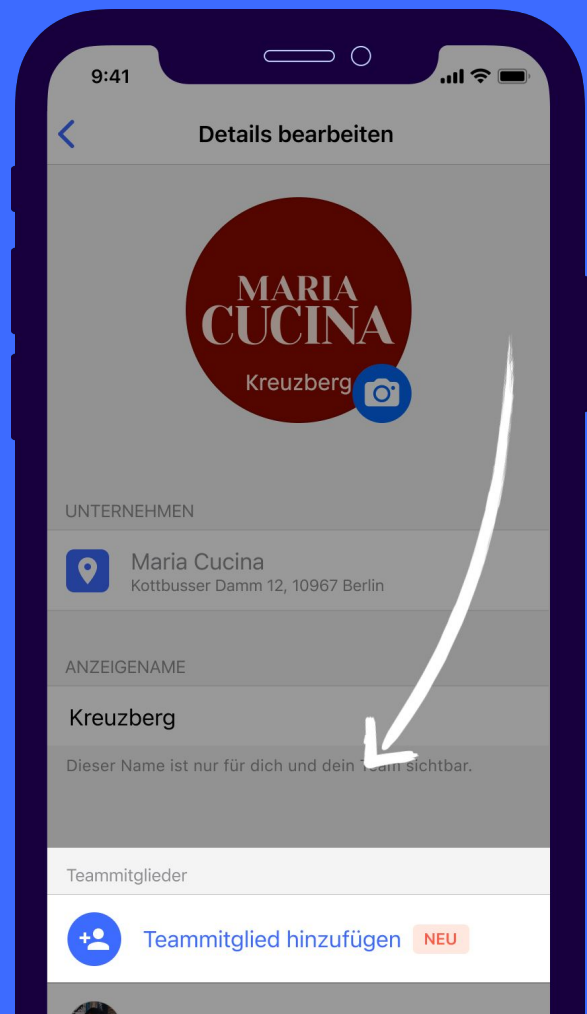 9:41
Details bearbeiten
MARIA
CUCINA
Kreuzberg
UNTERNEHMEN
Maria Cucina
Kottbusser Damm 12, 10967 Berlin
ANZEIGENAME
Kreuzberg
Dieser Name ist nur für dich und dein Team sichtbar.
Teammitglieder
Teammitglied hinzufügen NEU